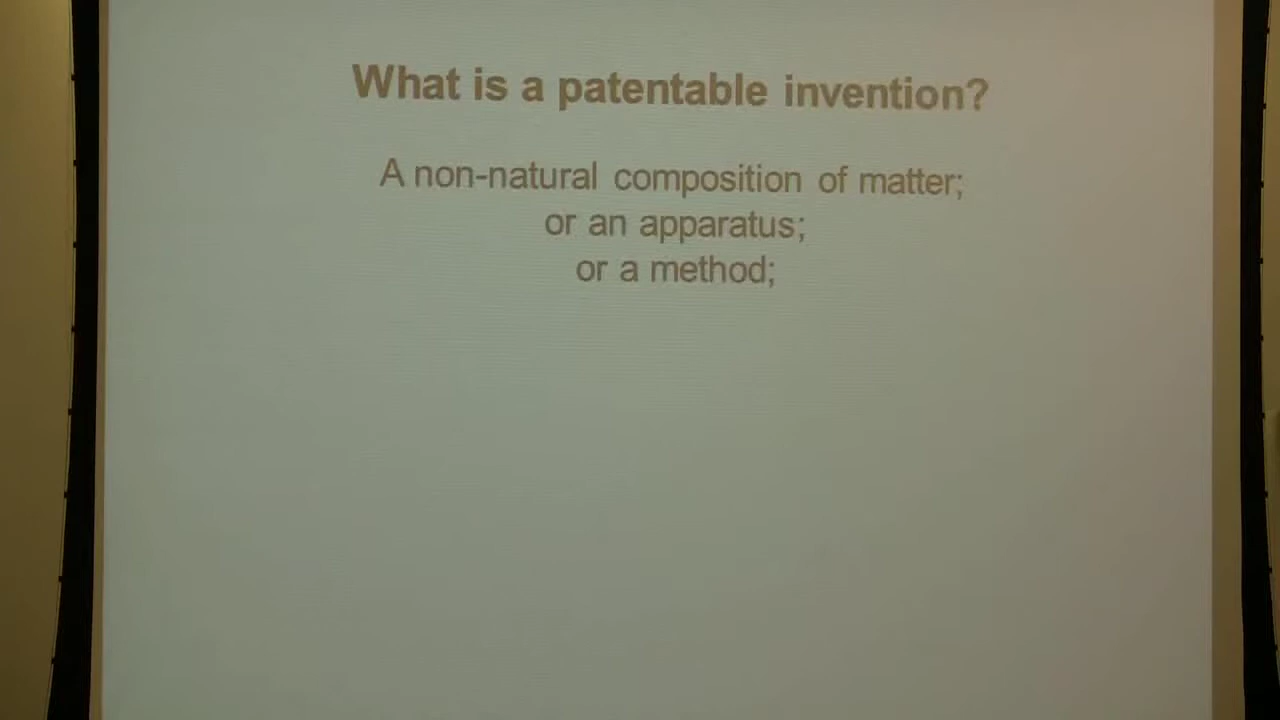 What is a patentable invention?
A non-natural composition of matter;
or an apparatus;
or a method;